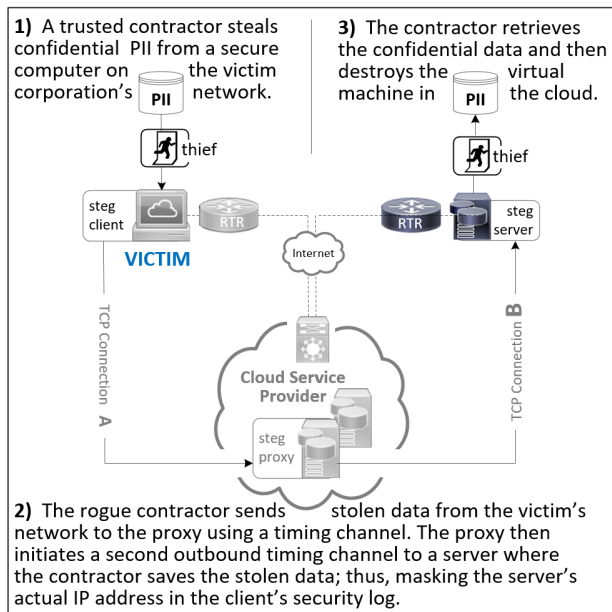 1) A trusted contractor steals
confidential PII from a secure
computer on the victim
corporation's network.
PII
thief
3) The contractor retrieves
the confidential data and then
destroys the virtual
machine in the cloud.
PII
thief
steg
client
VICTIM
RTR
Internet
RTR
steg
server
TCP Connection A
TCP Connection B
Cloud Service
Provider
steg
proxy
2) The rogue contractor sends stolen data from the victim's
network to the proxy using a timing channel. The proxy then
initiates a second outbound timing channel to a server where
the contractor saves the stolen data; thus, masking the server's
actual IP address in the client's security log.